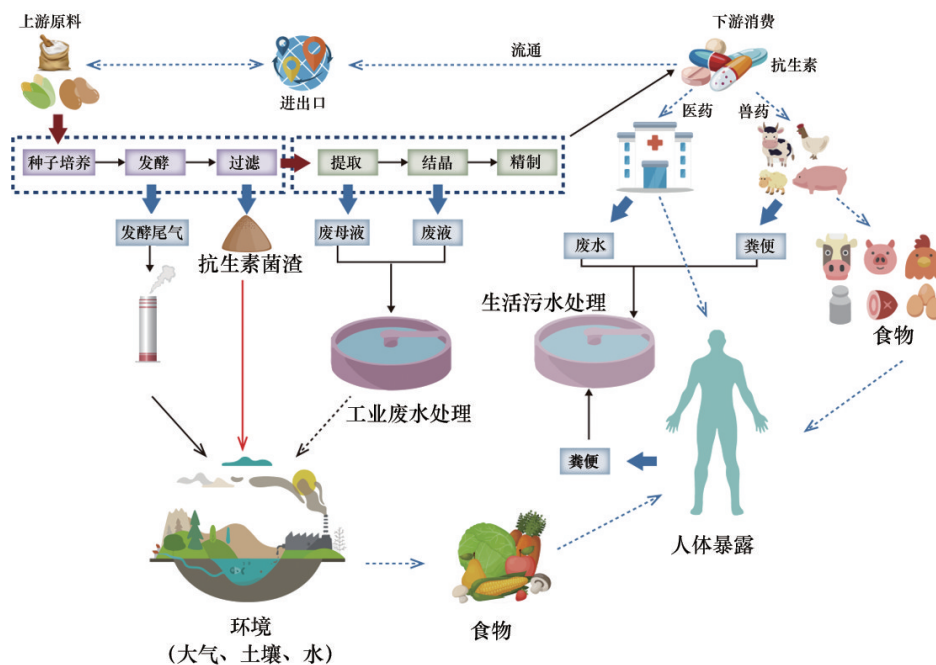 上游原料
下游消费
流通
抗生素
进出口
医药
兽药
种子培养
发酵
过滤
提取
结晶
精制
发酵尾气
抗生素菌渣
废母液
废液
废水
粪便
生活污水处理
食物
工业废水处理
粪便
人体暴露
环境
（大气、土壤、水）
食物